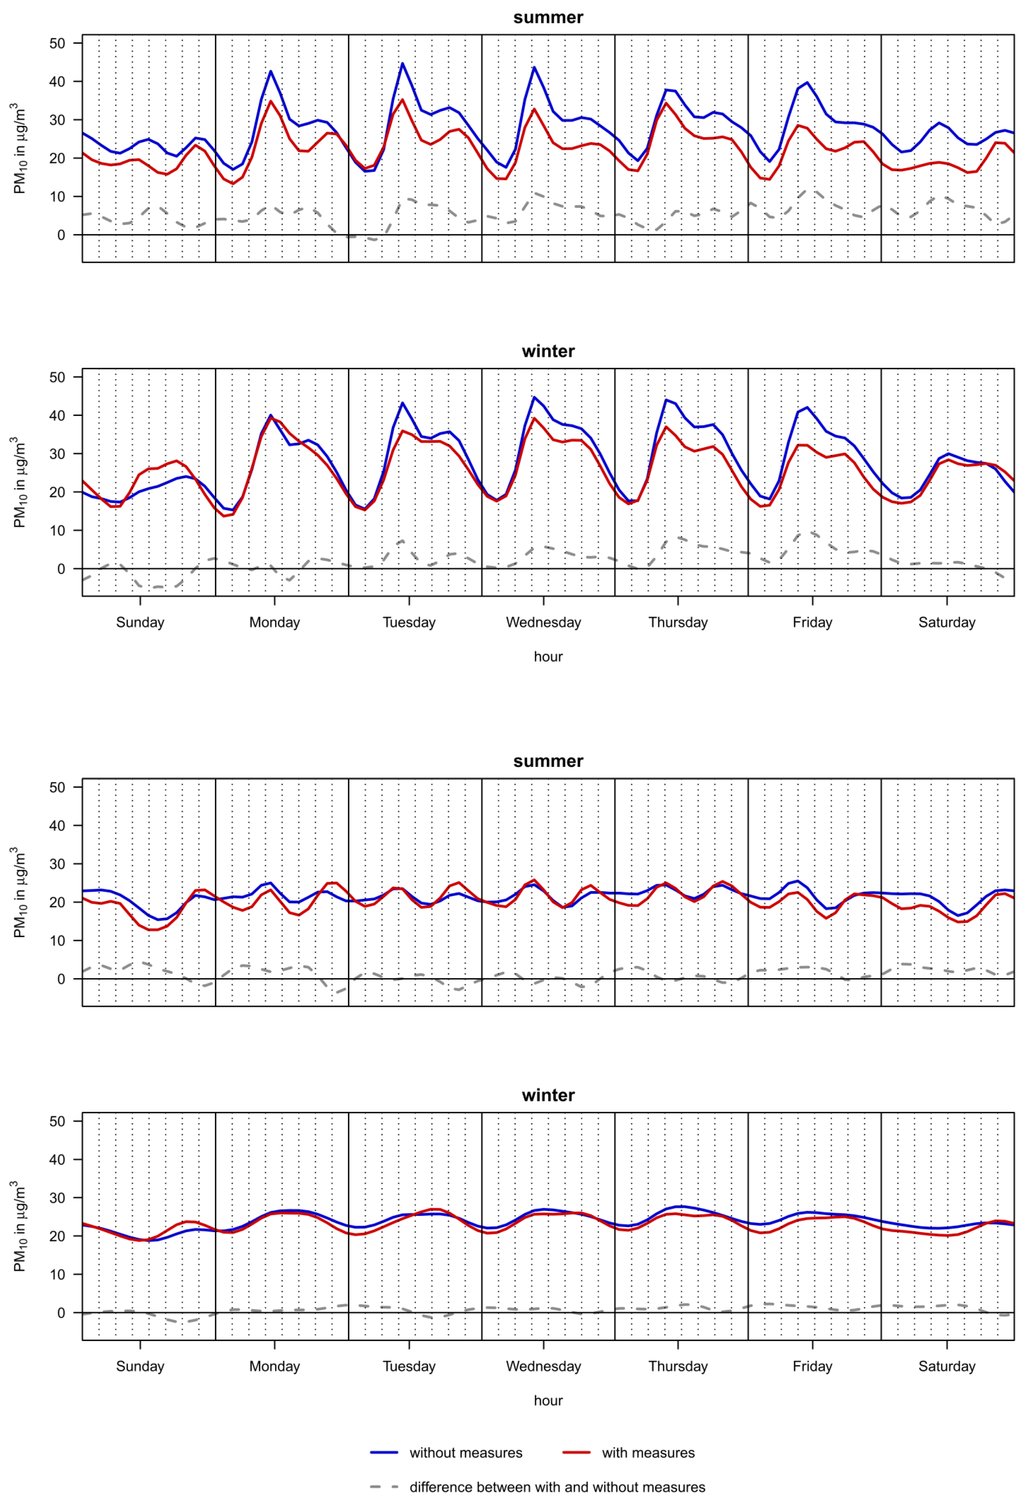 summer
50
40
30
20
10
0
PM10 in µg/m3
winter
50
40
30
20
10
0
PM10 in µg/m3
Sunday Monday Tuesday Wednesday Thursday Friday Saturday
hour
summer
50
40
30
20
10
0
PM10 in µg/m3
winter
50
40
30
20
10
0
PM10 in µg/m3
Sunday Monday Tuesday Wednesday Thursday Friday Saturday
hour
without measures with measures
difference between with and without measures